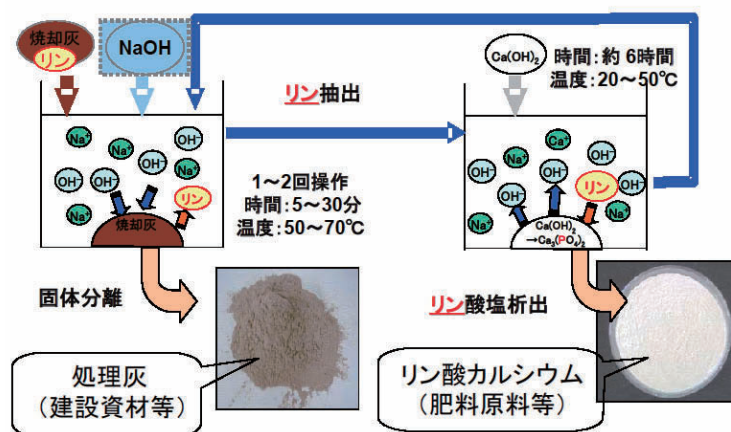 焼却灰
リン
NaOH
Ca(OH)₂
時間：約 6時間
温度：20～50℃
リン抽出
Na⁺
Na⁺
OH⁻
Na⁺
OH⁻
OH⁻
OH⁻
Na⁺
Na⁺
リン
焼却灰
1～2回操作
時間：5～30分
温度：50～70℃
Na⁺
Ca⁺
OH⁻
Na⁺
OH⁻
OH⁻
リン
OH⁻
Na⁺
Na⁺
Ca(OH)₂
→Ca₃(PO₄)₂
固体分離
リン酸塩析出
処理灰
（建設資材等）
リン酸カルシウム
（肥料原料等）